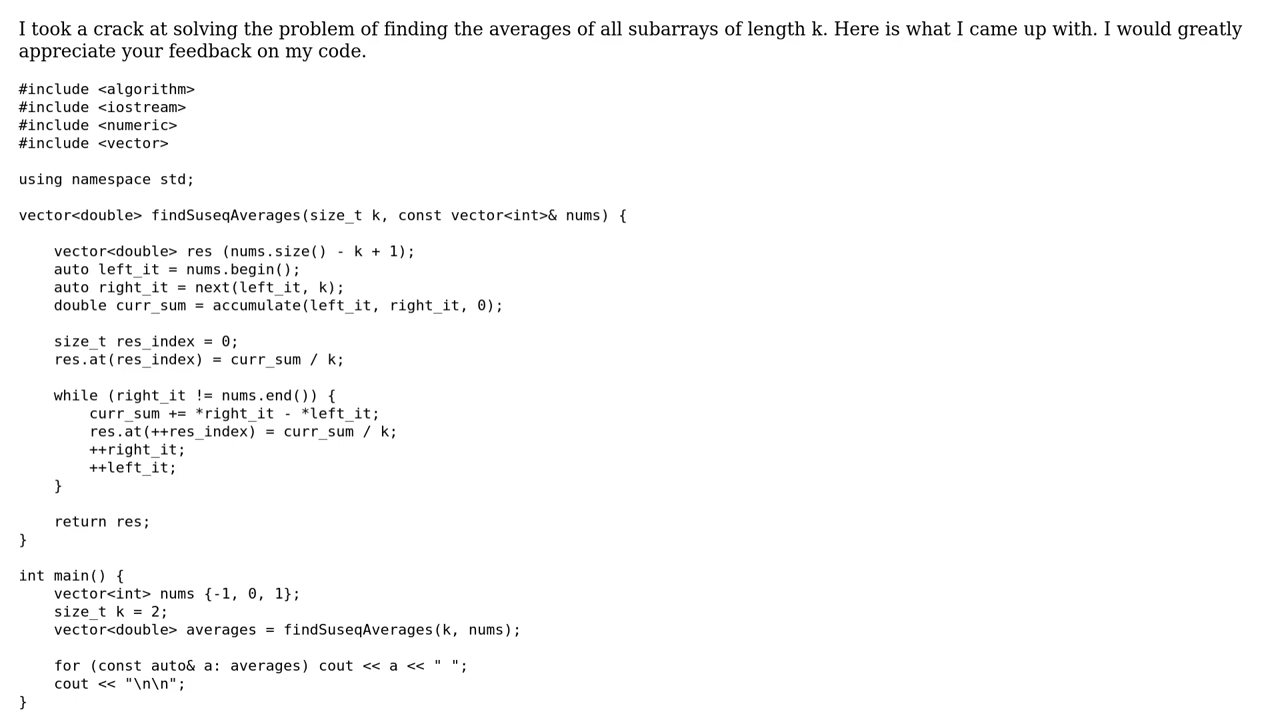 I took a crack at solving the problem of finding the averages of all subarrays of length k. Here is what I came up with. I would greatly
appreciate your feedback on my code.
#include <algorithm>
#include <iostream>
#include <numeric>
#include <vector>
using namespace std;
vector<double> findSuseqAverages(size_t k, const vector<int>& nums) {
    vector<double> res (nums.size() - k + 1);
    auto left_it = nums.begin();
    auto right_it = next(left_it, k);
    double curr_sum = accumulate(left_it, right_it, 0);
    size_t res_index = 0;
    res.at(res_index) = curr_sum / k;
    while (right_it != nums.end()) {
        curr_sum += *right_it - *left_it;
        res.at(++res_index) = curr_sum / k;
        ++right_it;
        ++left_it;
    }
    return res;
}
int main() {
    vector<int> nums {-1, 0, 1};
    size_t k = 2;
    vector<double> averages = findSuseqAverages(k, nums);
    for (const auto& a: averages) cout << a << " ";
    cout << "\n\n";
}